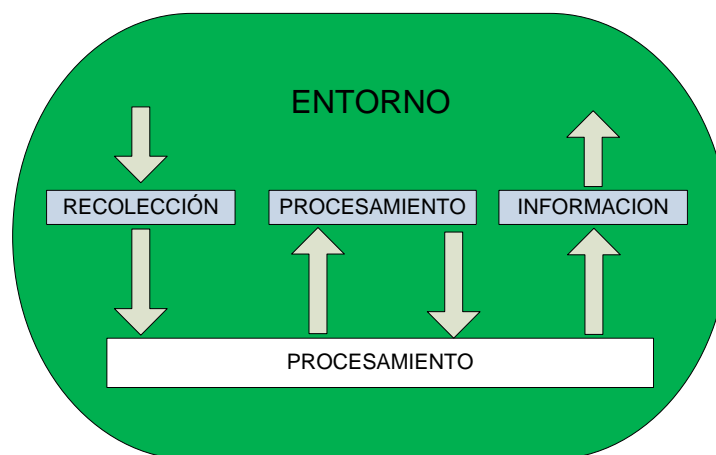 ENTORNO
RECOLECCIÓN
PROCESAMIENTO
INFORMACION
PROCESAMIENTO